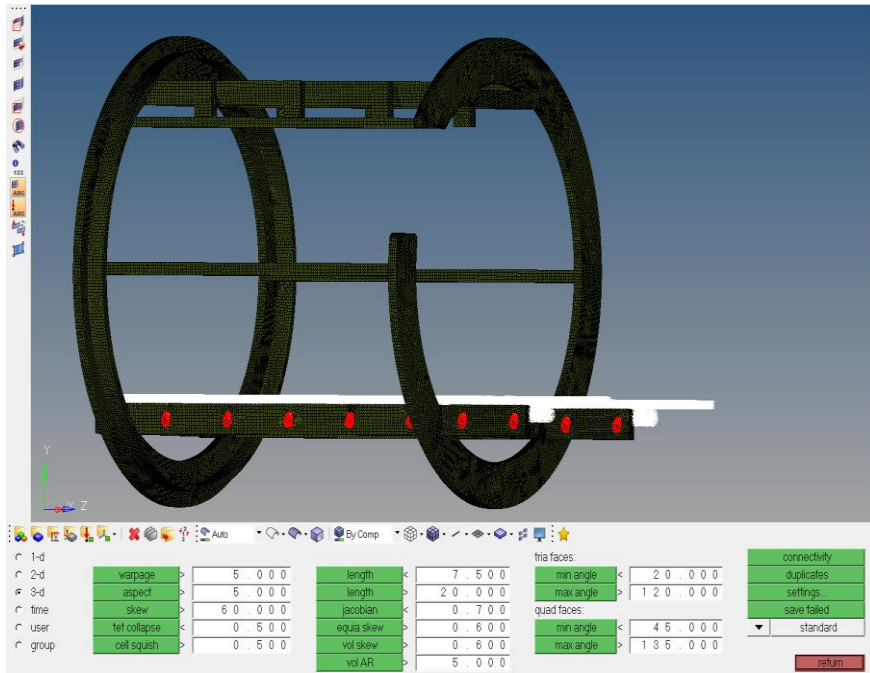 123
ABC
ABC
Y
X Z
Auto
By Comp
1-d
2-d
3-d
time
user
group
warpage > 5.000
aspect > 5.000
skew > 60.000
tet collapse < 0.500
cell squish > 0.500
length < 7.500
length > 20.000
jacobian < 0.700
equia skew > 0.600
vol skew > 0.600
vol AR > 5.000
tria faces:
min angle < 20.000
max angle > 120.000
quad faces:
min angle < 45.000
max angle > 135.000
connectivity
duplicates
settings...
save failed
standard
return